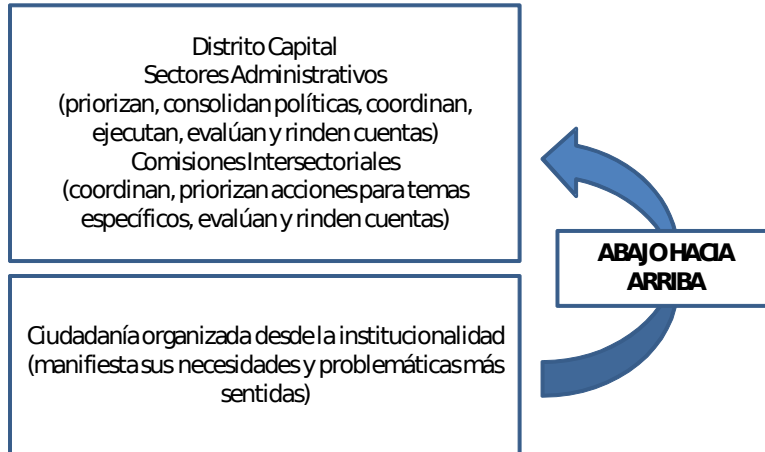 Distrito Capital
Sectores Administrativos
(priorizan, consolidan políticas, coordinan,
ejecutan, evalúan y rinden cuentas)
Comisiones Intersectoriales
(coordinan, priorizan acciones para temas
específicos, evalúan y rinden cuentas)
ABAJO HACIA
ARRIBA
Ciudadanía organizada desde la institucionalidad
(manifiesta sus necesidades y problemáticas más
sentidas)